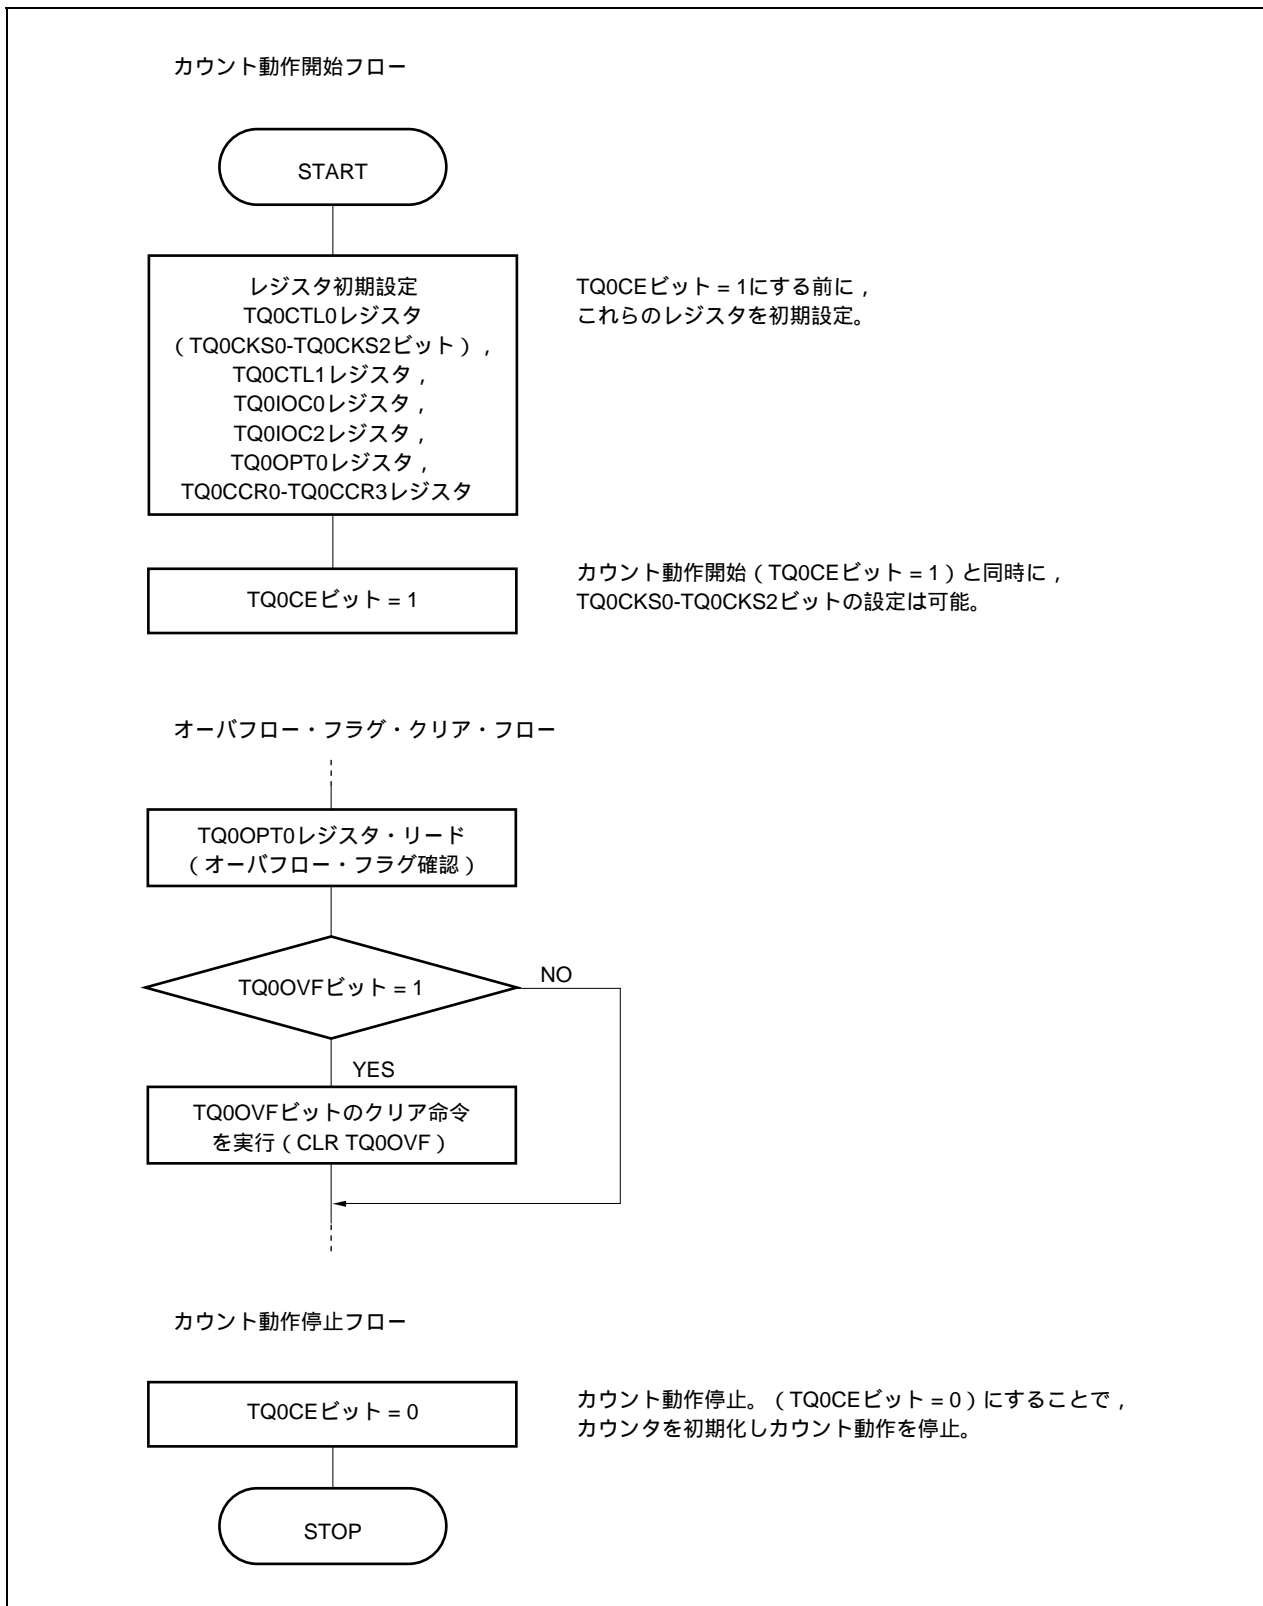 カウント動作開始フロー
START
レジスタ初期設定
TQ0CTL0レジスタ
（TQ0CKS0-TQ0CKS2ビット），
TQ0CTL1レジスタ，
TQ0IOC0レジスタ，
TQ0IOC2レジスタ，
TQ0OPT0レジスタ，
TQ0CCR0-TQ0CCR3レジスタ
TQ0CEビット = 1にする前に，
これらのレジスタを初期設定。
TQ0CEビット = 1
カウント動作開始（TQ0CEビット = 1）と同時に，
TQ0CKS0-TQ0CKS2ビットの設定は可能。
オーバフロー・フラグ・クリア・フロー
TQ0OPT0レジスタ・リード
（オーバフロー・フラグ確認）
TQ0OVFビット = 1
NO
YES
TQ0OVFビットのクリア命令
を実行（CLR TQ0OVF）
カウント動作停止フロー
TQ0CEビット = 0
カウント動作停止。（TQ0CEビット = 0）にすることで，
カウンタを初期化しカウント動作を停止。
STOP